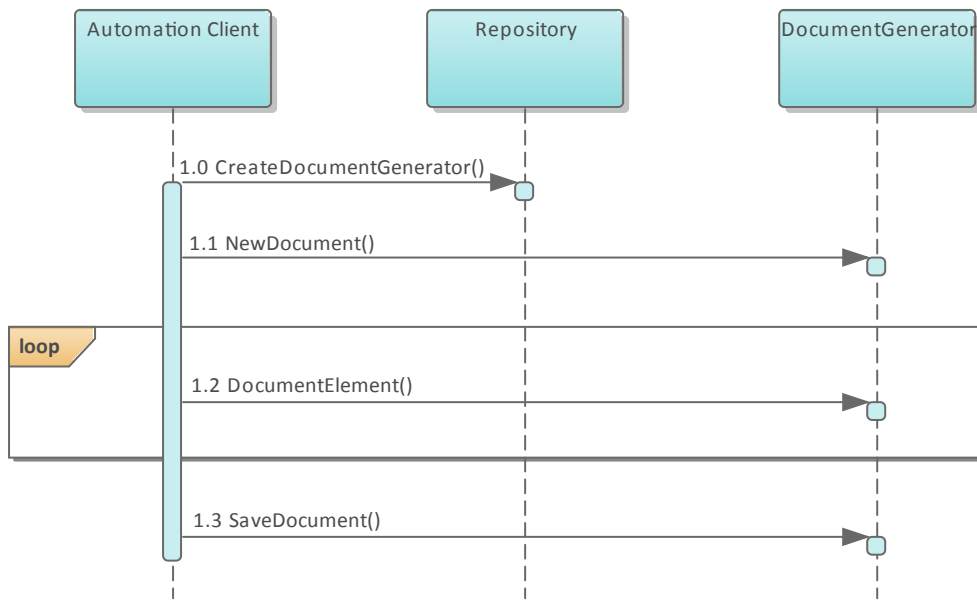 Automation Client
Repository
DocumentGenerator
1.0 CreateDocumentGenerator()
1.1 NewDocument()
loop
1.2 DocumentElement()
1.3 SaveDocument()